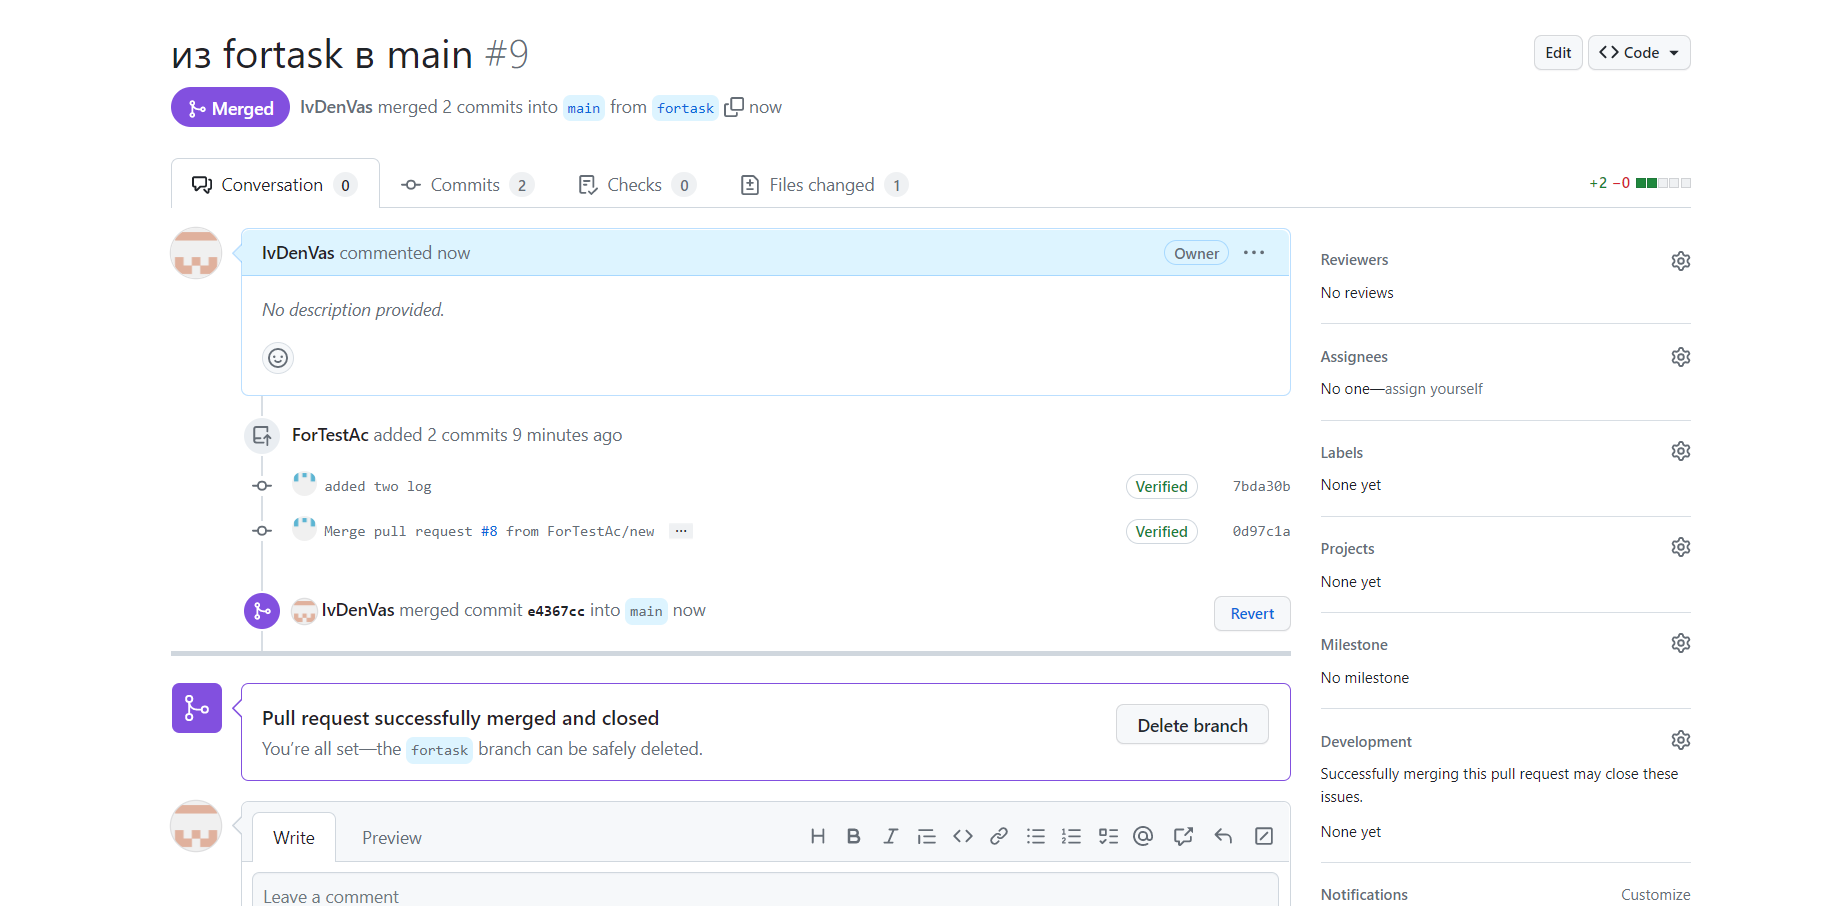 из fortask в main #9
Edit
Code
Merged
IvDenVas merged 2 commits into main from fortask now
Conversation 0
Commits 2
Checks 0
Files changed 1
+2 −0
IvDenVas commented now
Owner
No description provided.
ForTestAc added 2 commits 9 minutes ago
added two log
Verified
7bda30b
Merge pull request #8 from ForTestAc/new ...
Verified
0d97c1a
IvDenVas merged commit e4367cc into main now
Revert
Pull request successfully merged and closed
You’re all set—the fortask branch can be safely deleted.
Delete branch
Write
Preview
Leave a comment
Reviewers
No reviews
Assignees
No one—assign yourself
Labels
None yet
Projects
None yet
Milestone
No milestone
Development
Successfully merging this pull request may close these
issues.
None yet
Notifications
Customize